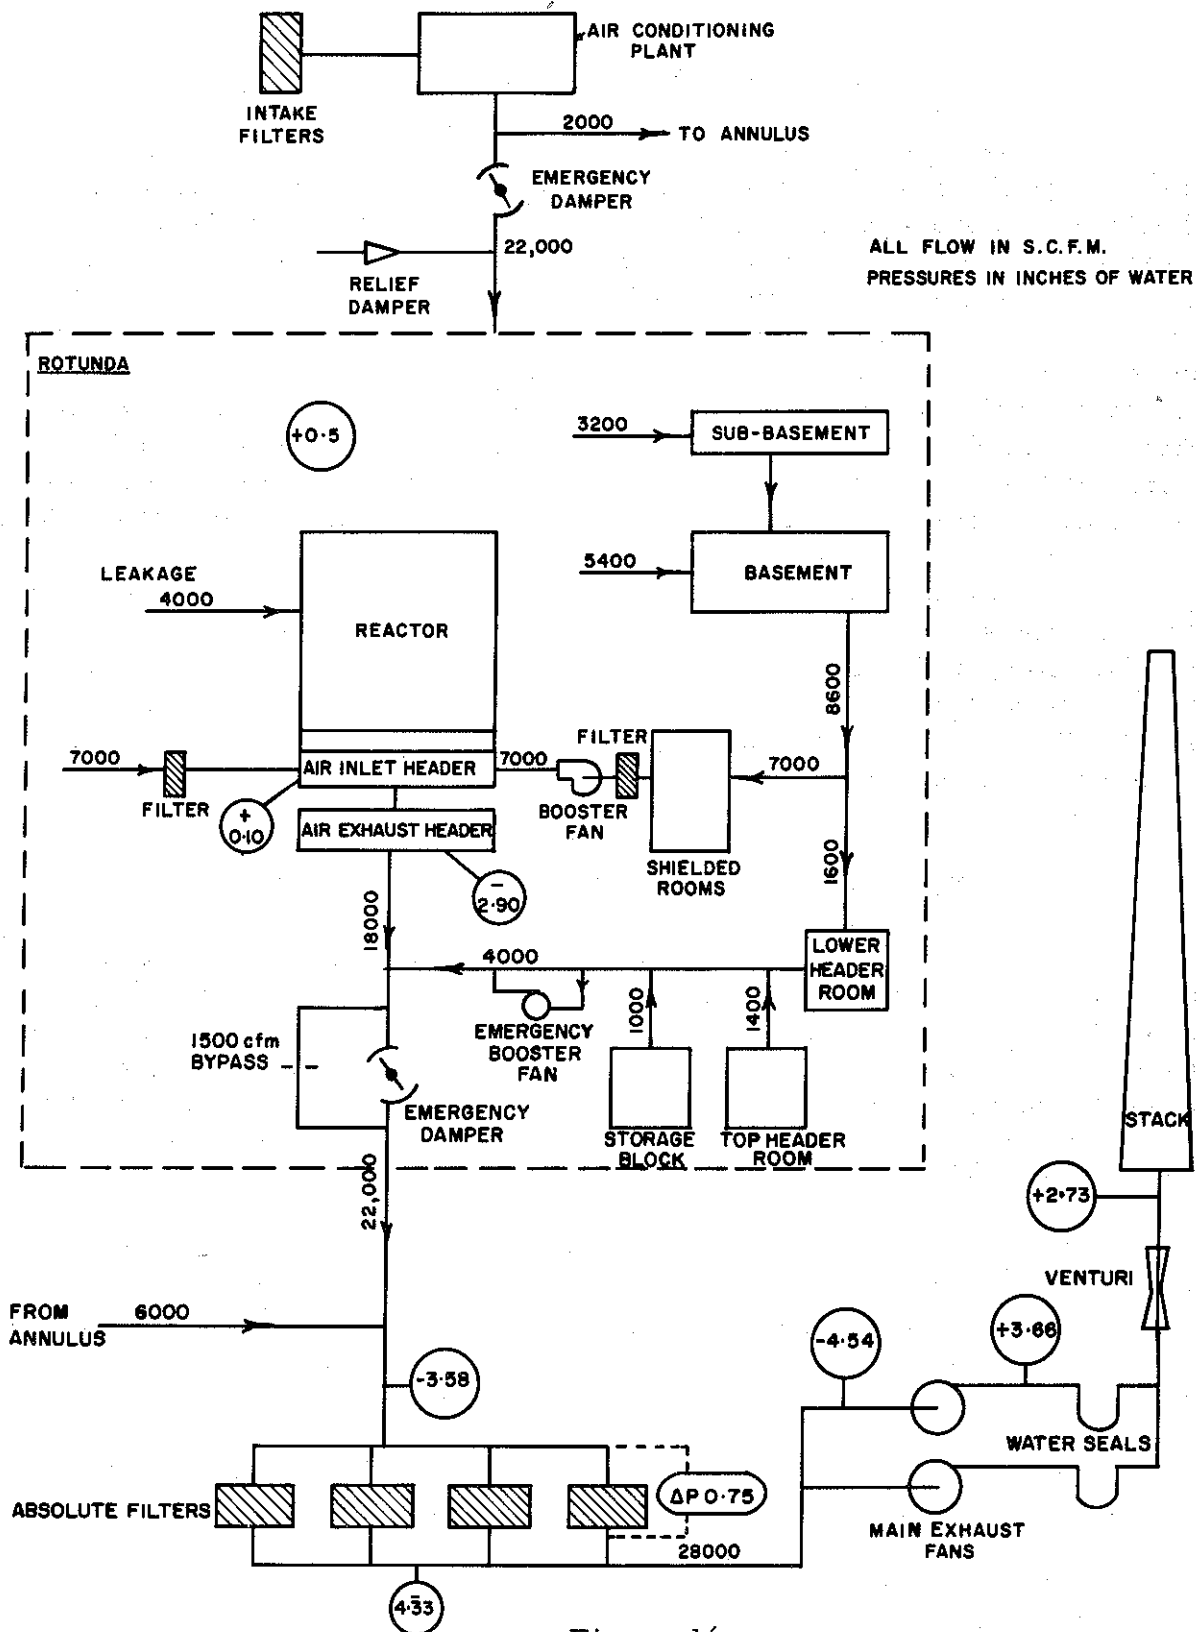 AIR CONDITIONING
PLANT
INTAKE
FILTERS
2000
TO ANNULUS
EMERGENCY
DAMPER
22,000
RELIEF
DAMPER
ALL FLOW IN S.C.F.M.
PRESSURES IN INCHES OF WATER
ROTUNDA
+0·5
3200
SUB-BASEMENT
5400
BASEMENT
LEAKAGE
4000
REACTOR
8600
7000
FILTER
AIR INLET HEADER
7000
FILTER
BOOSTER
FAN
7000
SHIELDED
ROOMS
+
0·10
AIR EXHAUST HEADER
−
2·90
1600
18000
4000
LOWER
HEADER
ROOM
1000
1400
EMERGENCY
BOOSTER
FAN
1500 cfm
BYPASS
EMERGENCY
DAMPER
STORAGE
BLOCK
TOP HEADER
ROOM
STACK
22,000
+2·73
VENTURI
FROM
ANNULUS
6000
-3·58
-4·54
+3·66
WATER SEALS
ABSOLUTE FILTERS
ΔP 0·75
MAIN EXHAUST
FANS
28000
−
4·33